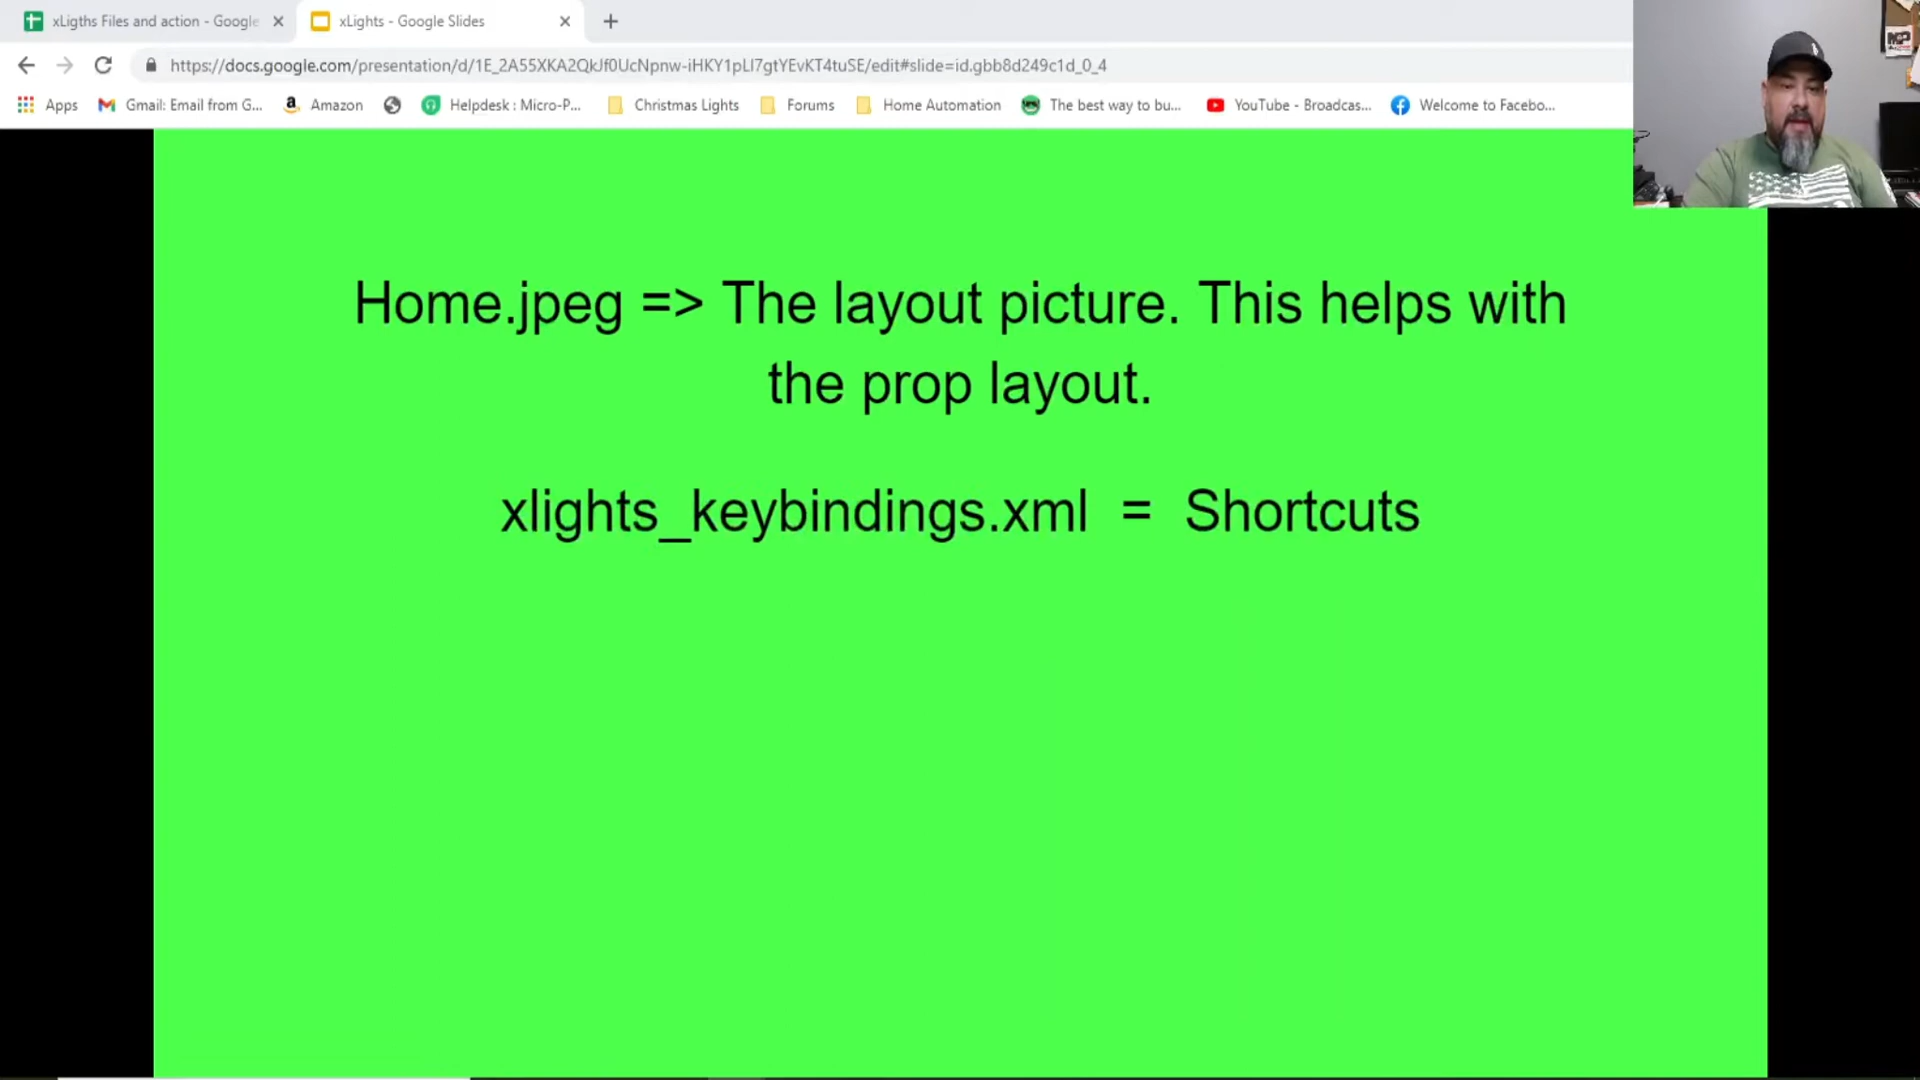 xLigths Files and action - Google
xLights - Google Slides
https://docs.google.com/presentation/d/1E_2A55XKA2QkJf0UcNpnw-iHKY1pLI7gtYEvKT4tuSE/edit#slide=id.gbb8d249c1d_0_4
Apps Gmail: Email from G... Amazon Helpdesk : Micro-P... Christmas Lights Forums Home Automation The best way to bu... YouTube - Broadcas... Welcome to Facebo...
MP
Home.jpeg => The layout picture. This helps with
the prop layout.
xlights_keybindings.xml = Shortcuts